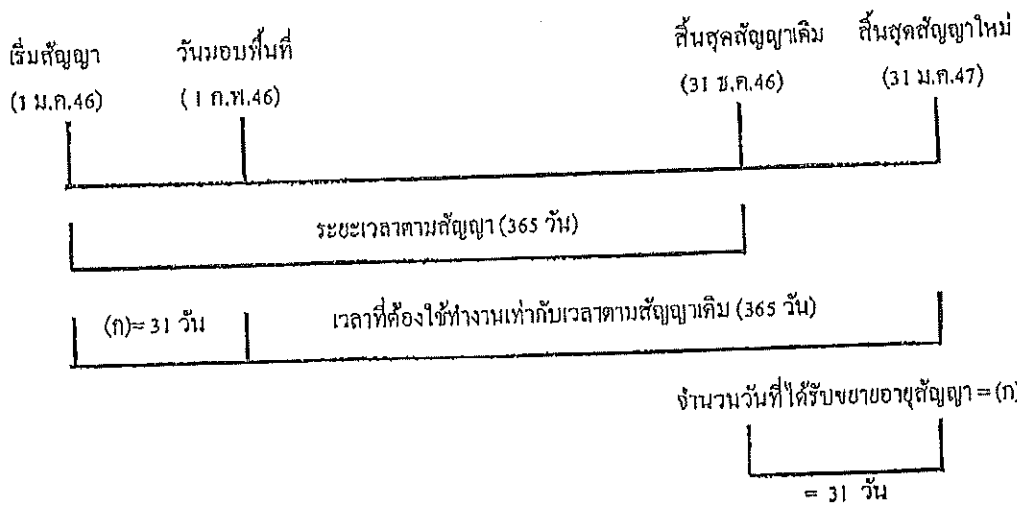 เริ่มสัญญา วันมอบพื้นที่ สิ้นสุดสัญญาเดิม สิ้นสุดสัญญาใหม่
(1 ม.ค.46) (1 ก.พ.46) (31 ธ.ค.46) (31 ม.ค.47)
ระยะเวลาตามสัญญา (365 วัน)
(ก)= 31 วัน เวลาที่ต้องใช้ทำงานเท่ากับเวลาตามสัญญาเดิม (365 วัน)
จำนวนวันที่ได้รับขยายอายุสัญญา = (ก)
= 31 วัน